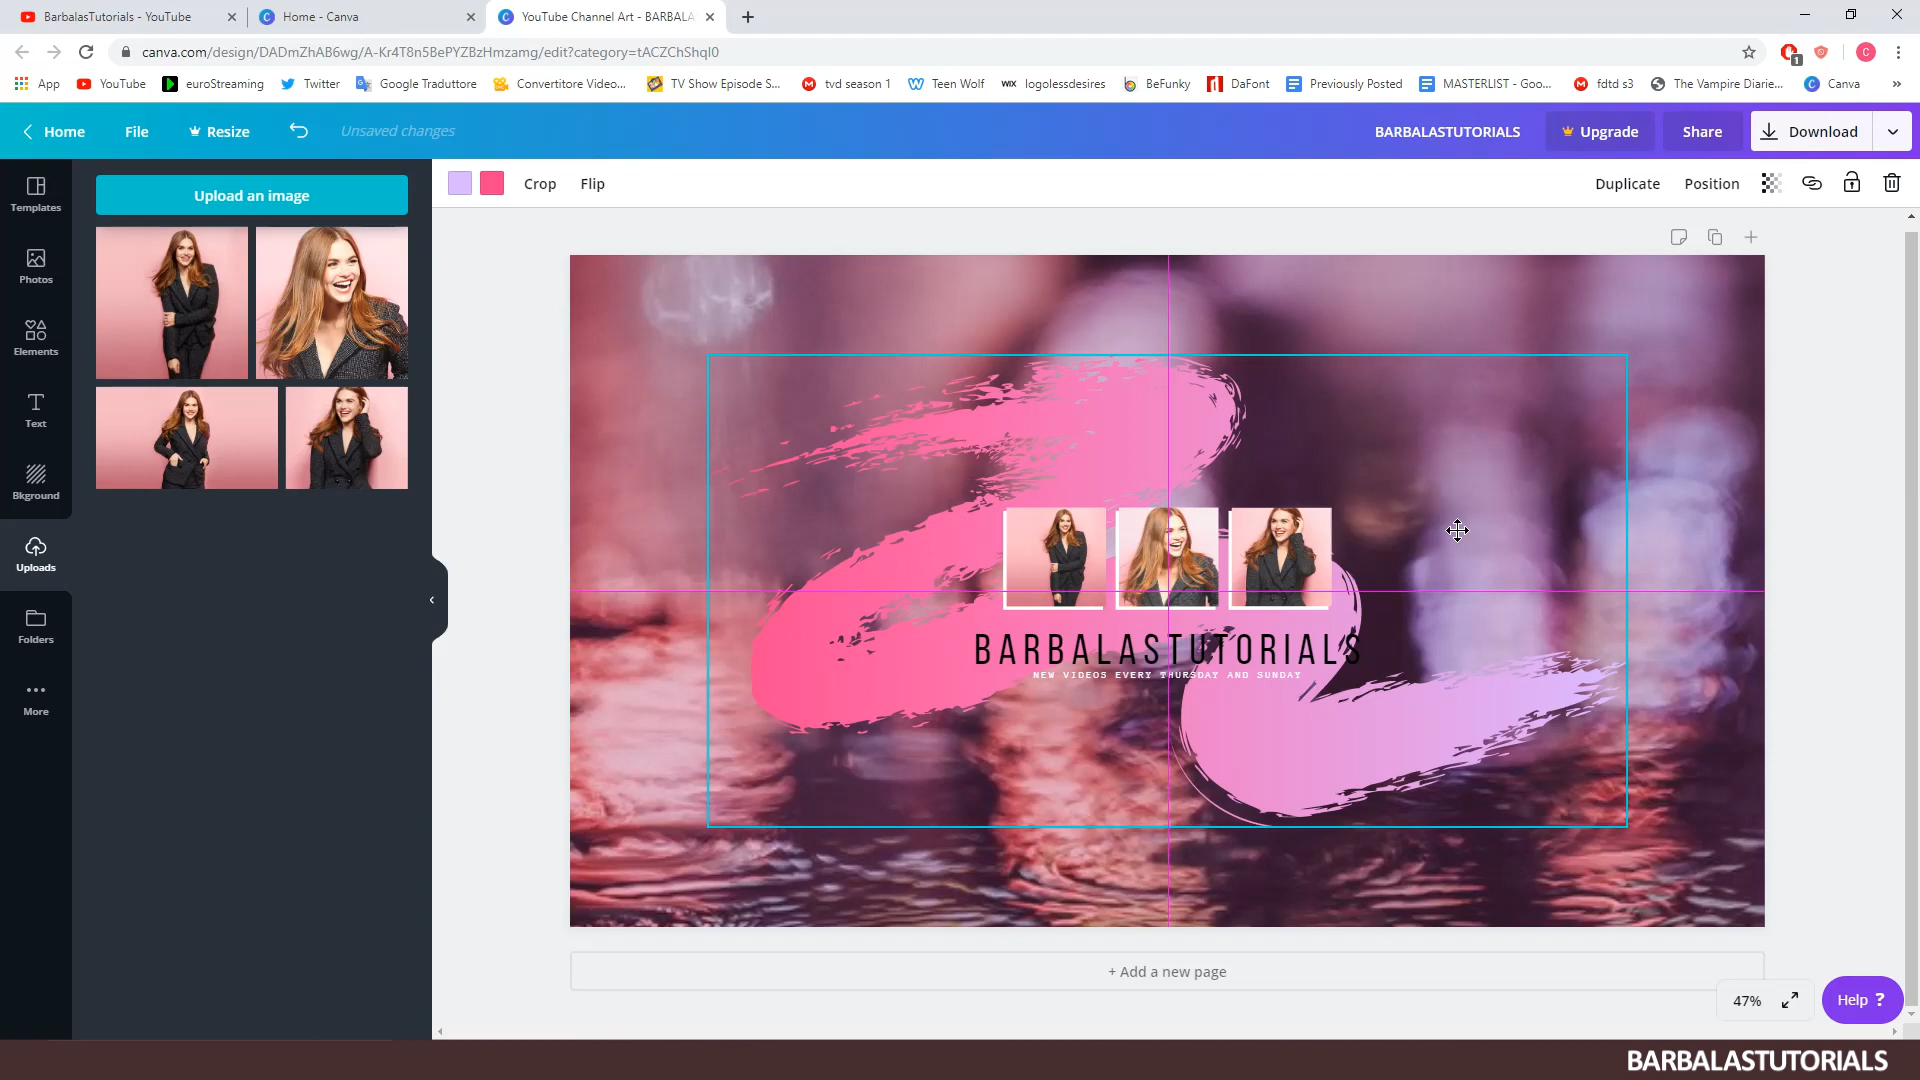 BarbalasTutorials - YouTube
Home - Canva
YouTube Channel Art - BARBALA
canva.com/design/DADmZhAB6wg/A-Kr4T8n5BePYZBzHmzamg/edit?category=tACZChShqI0
C
1
App
YouTube
euroStreaming
Twitter
Google Traduttore
Convertitore Video...
TV Show Episode S...
tvd season 1
Teen Wolf
WIX
logolessdesires
BeFunky
DaFont
Previously Posted
MASTERLIST - Goo...
fdtd s3
The Vampire Diarie...
Canva
Home
File
Resize
Unsaved changes
BARBALASTUTORIALS
Upgrade
Share
Download
Templates
Photos
Elements
Text
Bkground
Uploads
Folders
More
Upload an image
Crop
Flip
Duplicate
Position
BARBALASTUTORIALS
NEW VIDEOS EVERY THURSDAY AND SUNDAY
+ Add a new page
47%
Help ?
BARBALASTUTORIALS